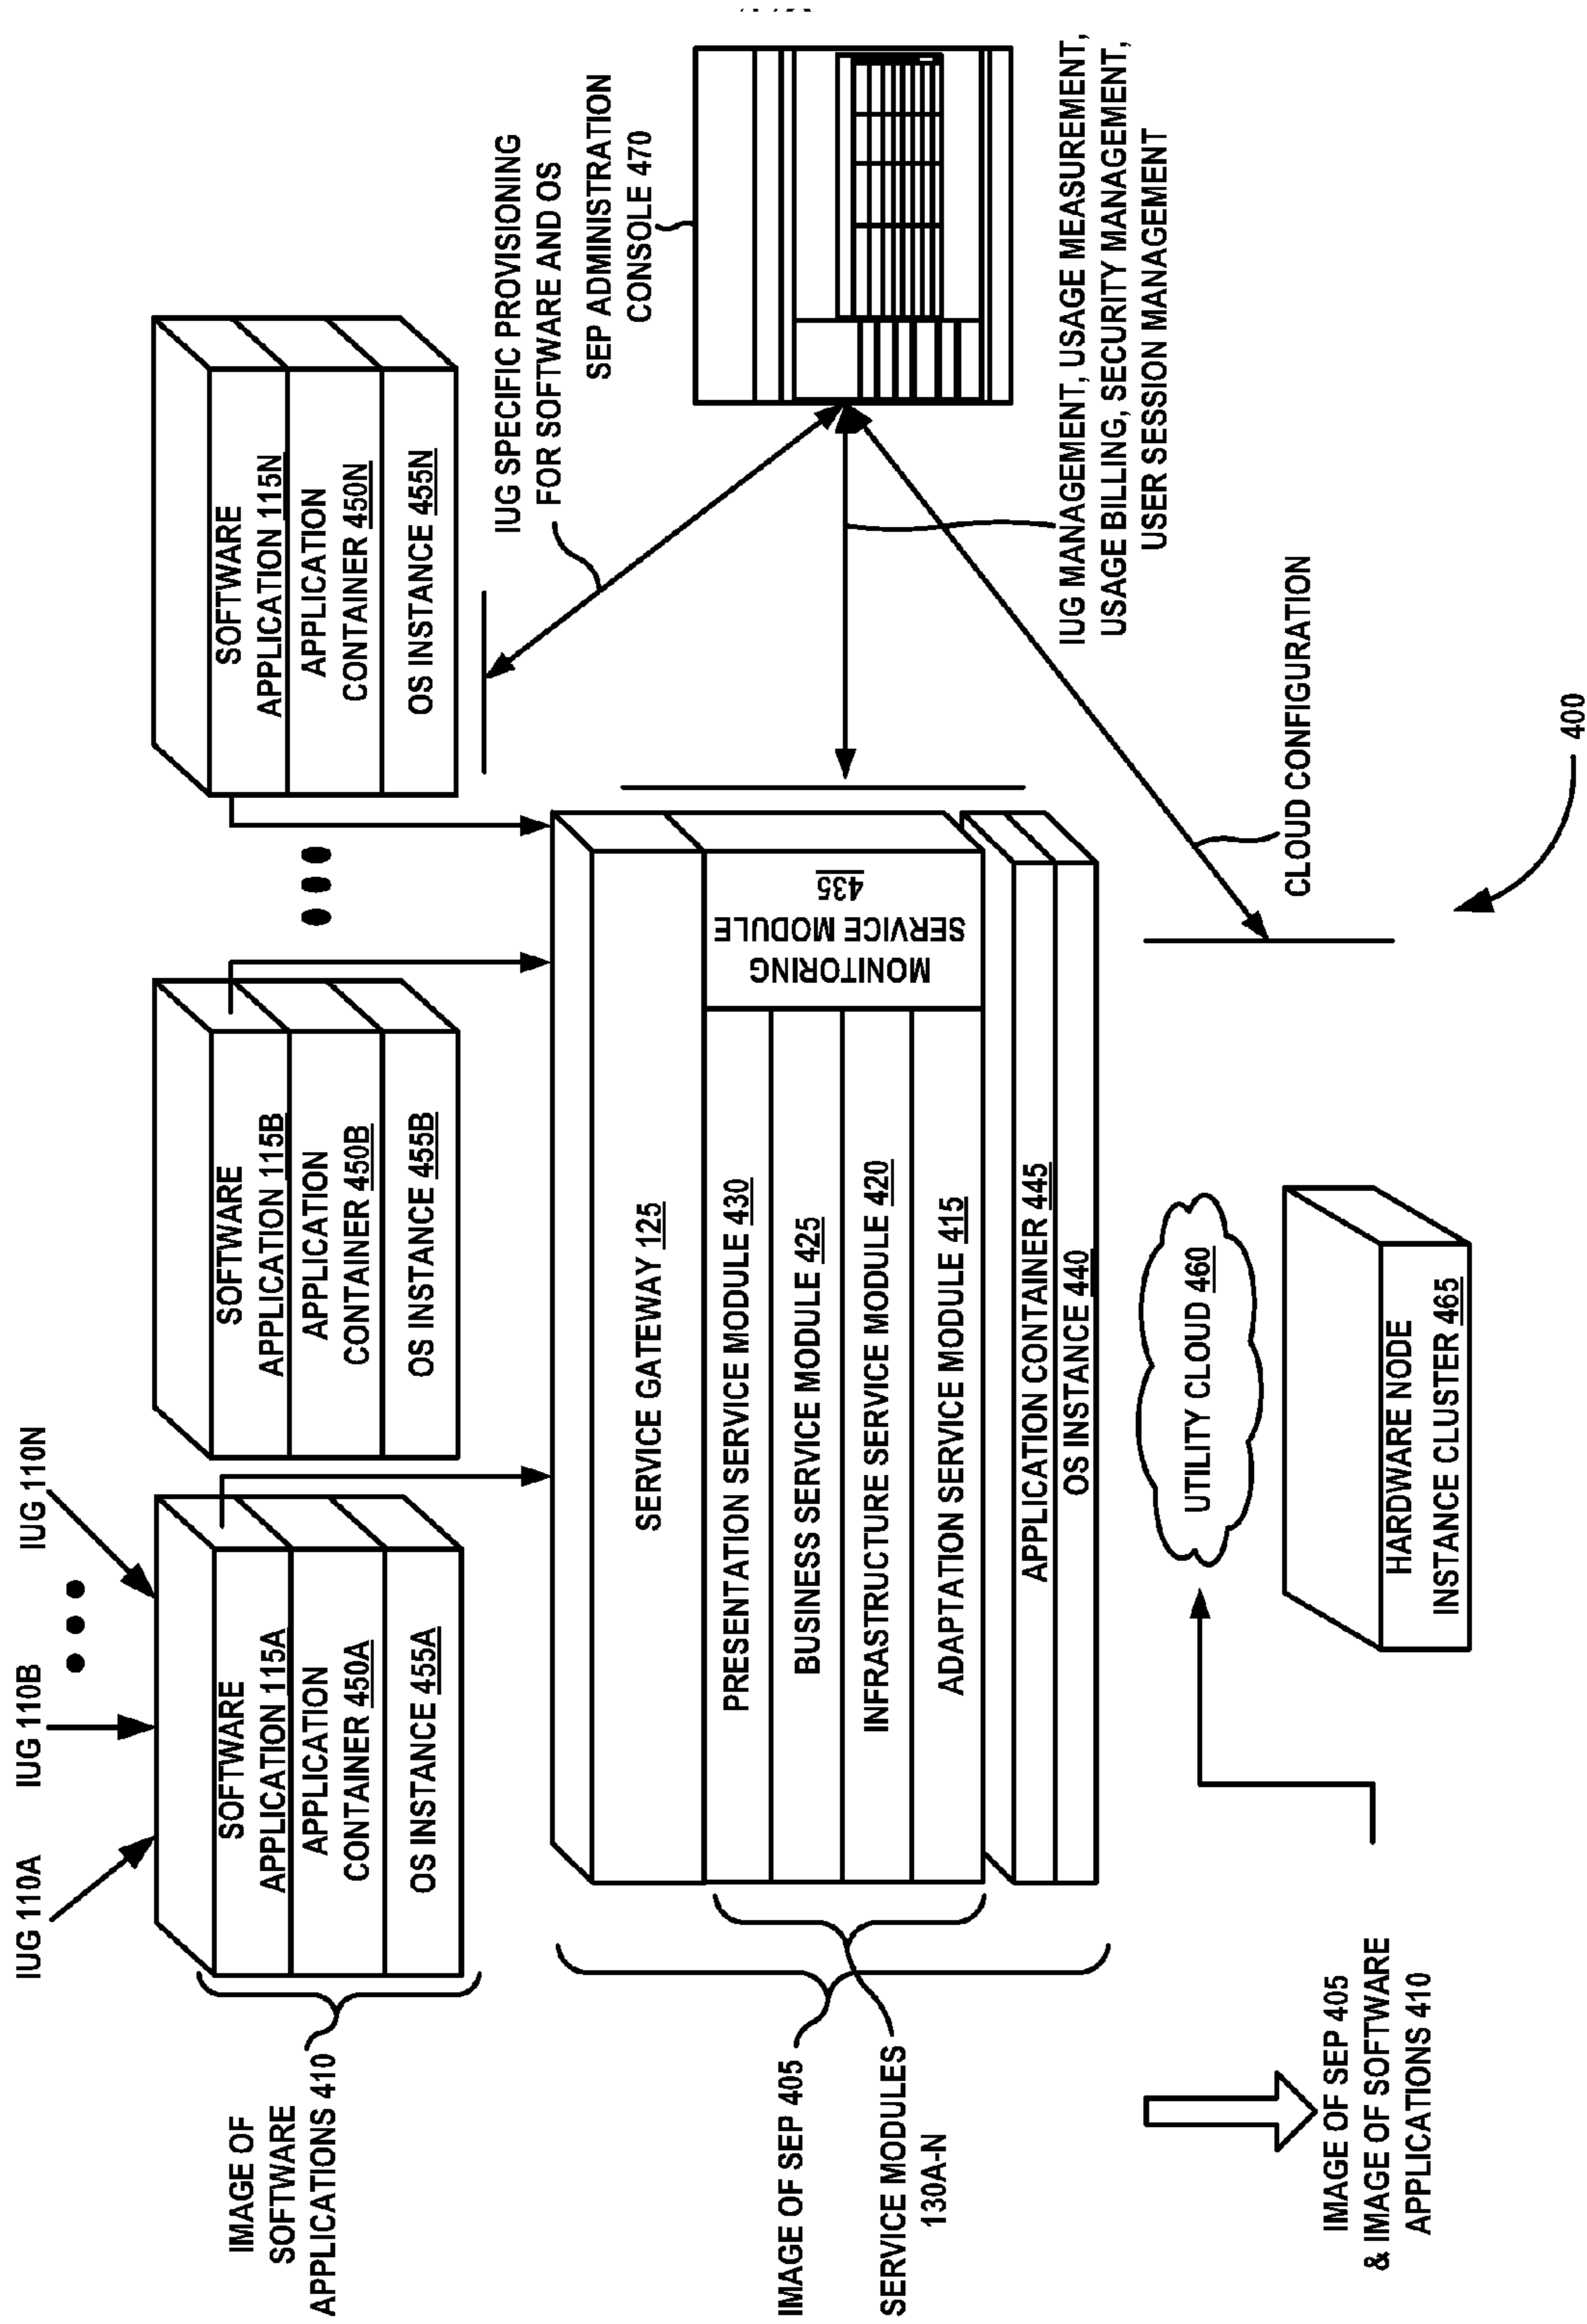 IUG 110A
IUG 110B
IUG 110N
IMAGE OF
SOFTWARE
APPLICATIONS 410
SOFTWARE
APPLICATION 115A
APPLICATION
CONTAINER 450A
OS INSTANCE 455A
SOFTWARE
APPLICATION 115B
APPLICATION
CONTAINER 450B
OS INSTANCE 455B
SOFTWARE
APPLICATION 115N
APPLICATION
CONTAINER 450N
OS INSTANCE 455N
IUG SPECIFIC PROVISIONING
FOR SOFTWARE AND OS
SEP ADMINISTRATION
CONSOLE 470
SERVICE GATEWAY 125
PRESENTATION SERVICE MODULE 430
BUSINESS SERVICE MODULE 425
INFRASTRUCTURE SERVICE MODULE 420
ADAPTATION SERVICE MODULE 415
MONITORING
SERVICE MODULE
435
APPLICATION CONTAINER 445
OS INSTANCE 440
IMAGE OF SEP 405
SERVICE MODULES
130A-N
IUG MANAGEMENT, USAGE MEASUREMENT,
USAGE BILLING, SECURITY MANAGEMENT,
USER SESSION MANAGEMENT
UTILITY CLOUD 460
CLOUD CONFIGURATION
HARDWARE NODE
INSTANCE CLUSTER 465
IMAGE OF SEP 405
& IMAGE OF SOFTWARE
APPLICATIONS 410
400